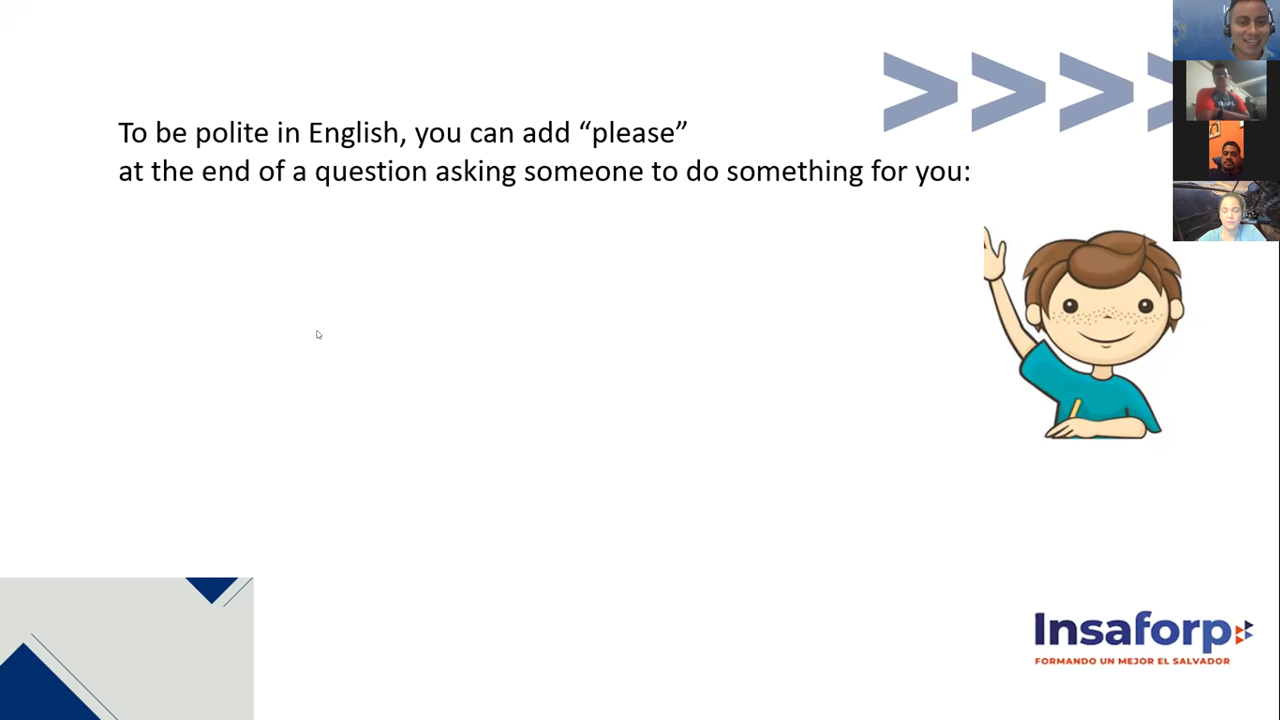 To be polite in English, you can add “please”
at the end of a question asking someone to do something for you:
Insaforp
FORMANDO UN MEJOR EL SALVADOR